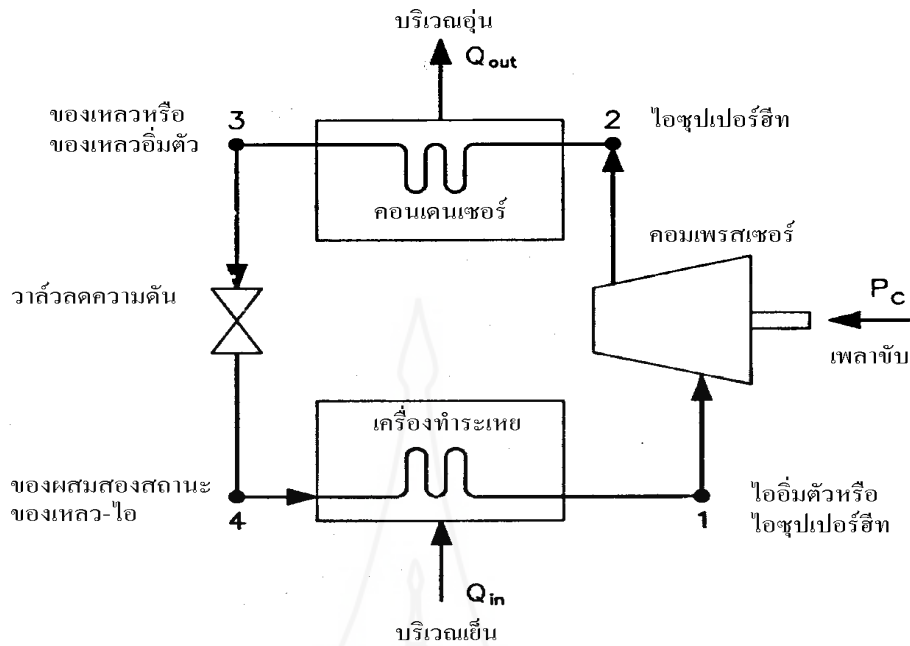 บริเวณอุ่น
Qout
ของเหลวหรือ
ของเหลวอิ่มตัว
3
2
ไอซุปเปอร์ฮีท
คอนเดนเซอร์
คอมเพรสเซอร์
วาล์วลดความดัน
PC
เพลาขับ
เครื่องทำระเหย
ของผสมสองสถานะ
ของเหลว-ไอ
4
1
ไออิ่มตัวหรือ
ไอซุปเปอร์ฮีท
Qin
บริเวณเย็น